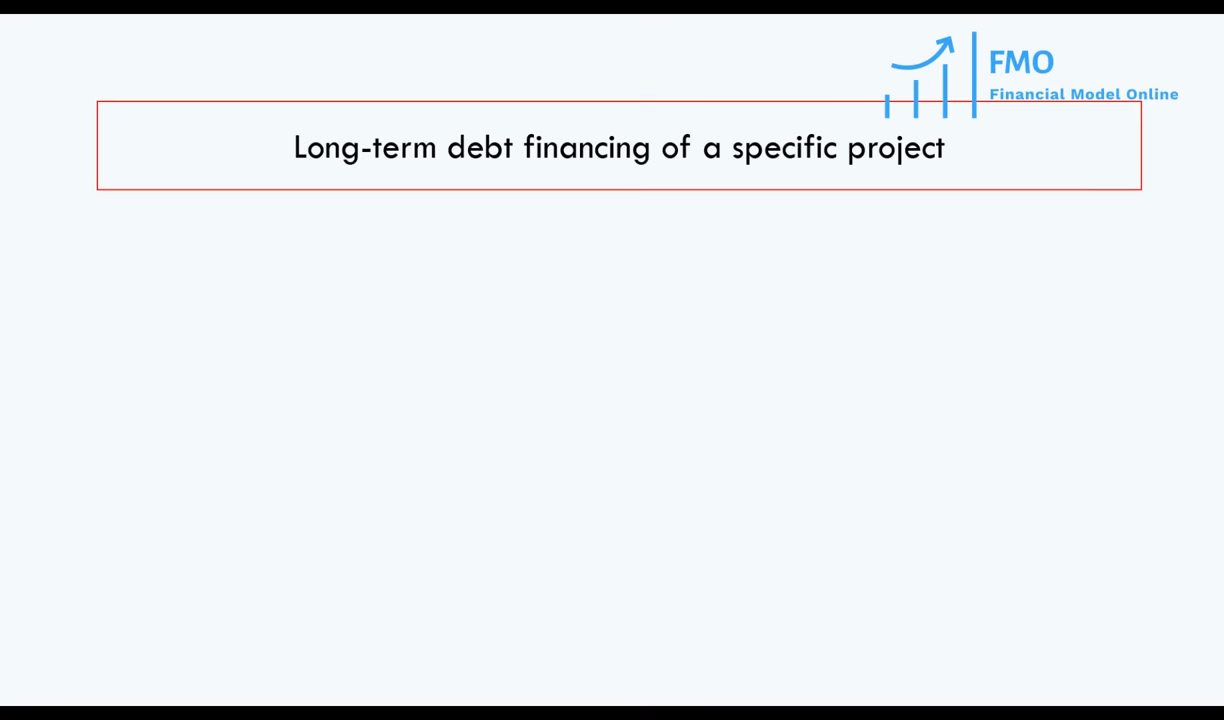 FMO
Financial Model Online
Long-term debt financing of a specific project